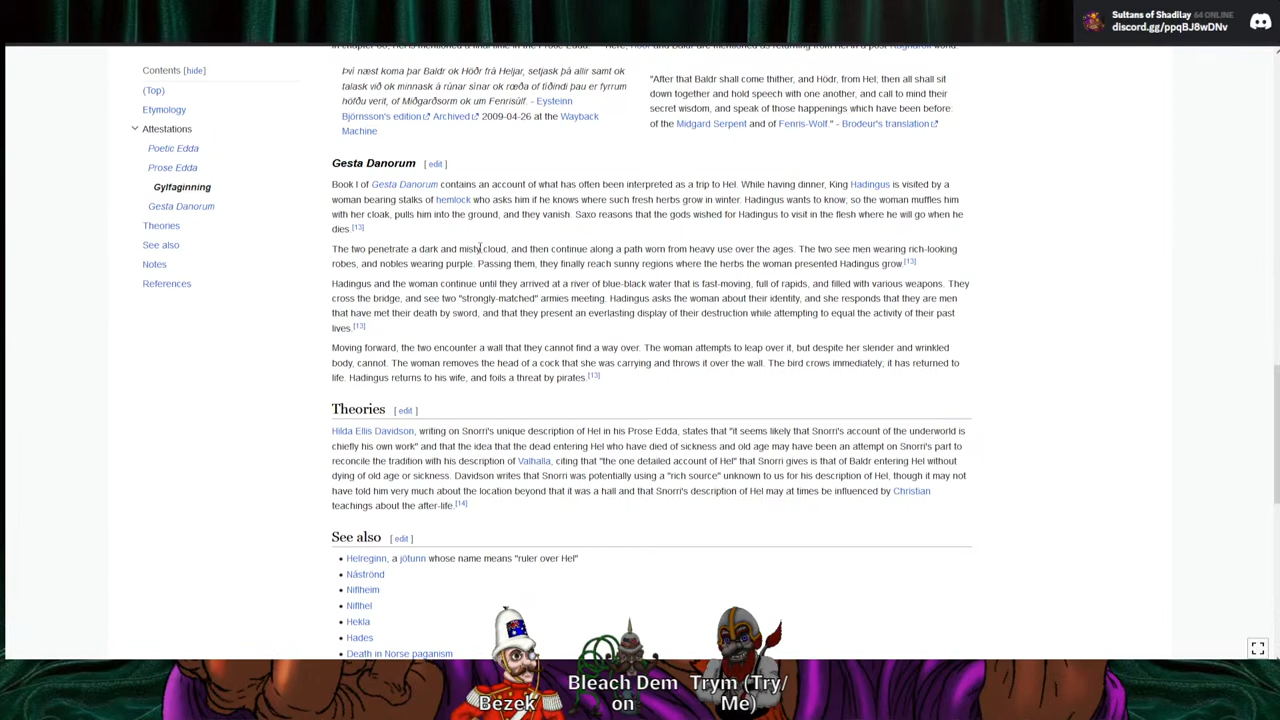 Sultans of Shadilay 64 ONLINE
discord.gg/ppqBJ8wDNv
Contents [hide]
(Top)
Etymology
Attestations
Poetic Edda
Prose Edda
Gylfaginning
Gesta Danorum
Theories
See also
Notes
References
Því næst koma þar Baldr ok Höðr frá Heljar, setjask þá allir samt ok
talask við ok minnask á rúnar sínar ok rœða of tíðindi þau er fyrrum
höfðu verit, of Miðgarðsorm ok um Fenrisúlf. - Eysteinn
Björnsson's edition Archived 2009-04-26 at the Wayback
Machine
"After that Baldr shall come thither, and Hödr, from Hel; then all shall sit
down together and hold speech with one another, and call to mind their
secret wisdom, and speak of those happenings which have been before:
of the Midgard Serpent and of Fenris-Wolf." - Brodeur's translation
Gesta Danorum [ edit ]
Book I of Gesta Danorum contains an account of what has often been interpreted as a trip to Hel. While having dinner, King Hadingus is visited by a
woman bearing stalks of hemlock who asks him if he knows where such fresh herbs grow in winter. Hadingus wants to know; so the woman muffles him
with her cloak, pulls him into the ground, and they vanish. Saxo reasons that the gods wished for Hadingus to visit in the flesh where he will go when he
dies.[13]
The two penetrate a dark and misty cloud, and then continue along a path worn from heavy use over the ages. The two see men wearing rich-looking
robes, and nobles wearing purple. Passing them, they finally reach sunny regions where the herbs the woman presented Hadingus grow.[13]
Hadingus and the woman continue until they arrived at a river of blue-black water that is fast-moving, full of rapids, and filled with various weapons. They
cross the bridge, and see two "strongly-matched" armies meeting. Hadingus asks the woman about their identity, and she responds that they are men
that have met their death by sword, and that they present an everlasting display of their destruction while attempting to equal the activity of their past
lives.[13]
Moving forward, the two encounter a wall that they cannot find a way over. The woman attempts to leap over it, but despite her slender and wrinkled
body, cannot. The woman removes the head of a cock that she was carrying and throws it over the wall. The bird crows immediately; it has returned to
life. Hadingus returns to his wife, and foils a threat by pirates.[13]
Theories [ edit ]
Hilda Ellis Davidson, writing on Snorri's unique description of Hel in his Prose Edda, states that "it seems likely that Snorri's account of the underworld is
chiefly his own work" and that the idea that the dead entering Hel who have died of sickness and old age may have been an attempt on Snorri's part to
reconcile the tradition with his description of Valhalla, citing that "the one detailed account of Hel" that Snorri gives is that of Baldr entering Hel without
dying of old age or sickness. Davidson writes that Snorri was potentially using a "rich source" unknown to us for his description of Hel, though it may not
have told him very much about the location beyond that it was a hall and that Snorri's description of Hel may at times be influenced by Christian
teachings about the after-life.[14]
See also [ edit ]
• Helreginn, a jötunn whose name means "ruler over Hel"
• Náströnd
• Niflheim
• Niflhel
• Hekla
• Hades
• Death in Norse paganism
Bezek
Bleach Dem
on
Trym (Try/
Me)